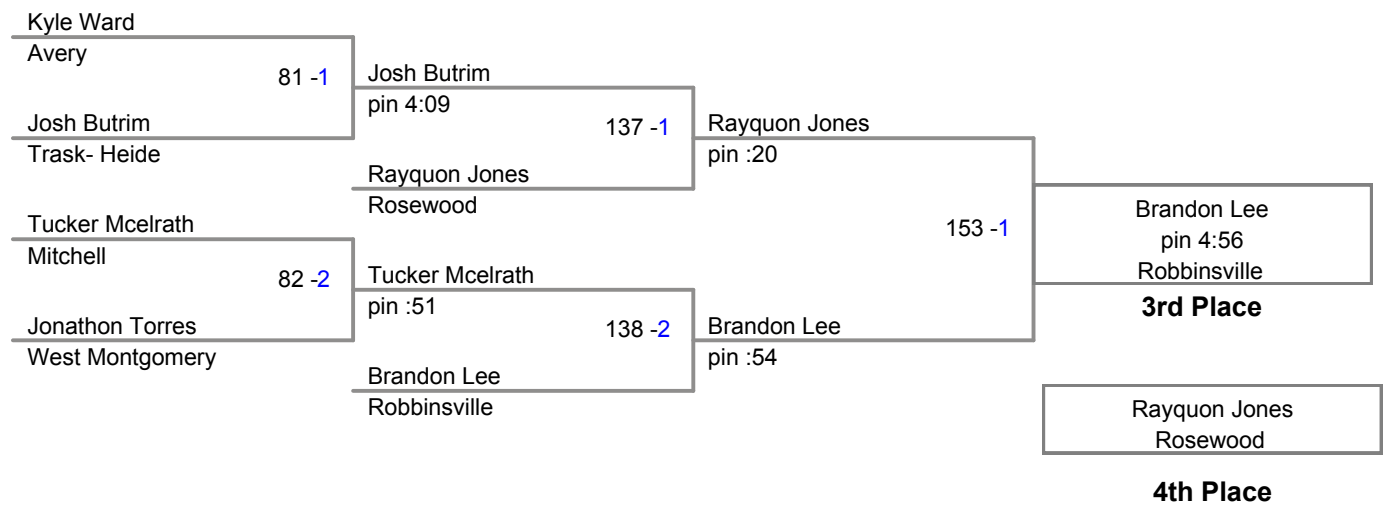 Kyle Ward
Avery
81 -1
Josh Butrim
Trask- Heide
Tucker Mcelrath
Mitchell
82 -2
Jonathon Torres
West Montgomery
Josh Butrim
pin 4:09
137 -1
Rayquon Jones
Rosewood
Tucker Mcelrath
pin :51
138 -2
Brandon Lee
Robbinsville
Rayquon Jones
pin :20
153 -1
Brandon Lee
pin :54
Brandon Lee
pin 4:56
Robbinsville
3rd Place
Rayquon Jones
Rosewood
4th Place